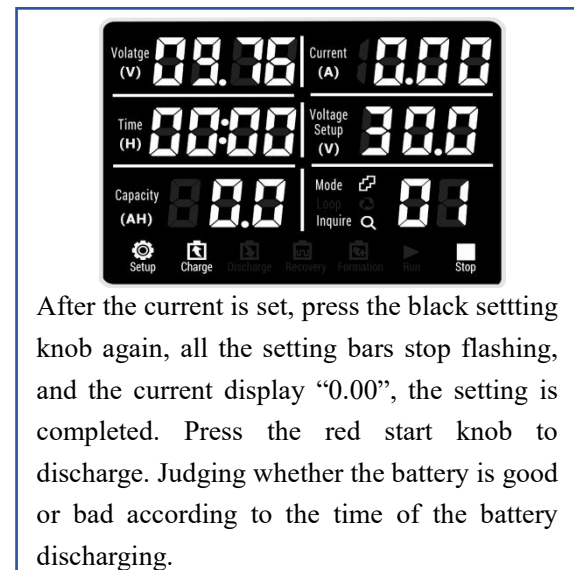 Volatge
(V)
09.76
Current
(A)
0.00
Time
(H)
00:00
Voltage
Setup
(V)
30.0
Capacity
(AH)
0.0
Mode
Loop
Inquire
01
Setup Charge Discharge Recovery Formation Run Stop
After the current is set, press the black settting
knob again, all the setting bars stop flashing,
and the current display “0.00”, the setting is
completed. Press the red start knob to
discharge. Judging whether the battery is good
or bad according to the time of the battery
discharging.